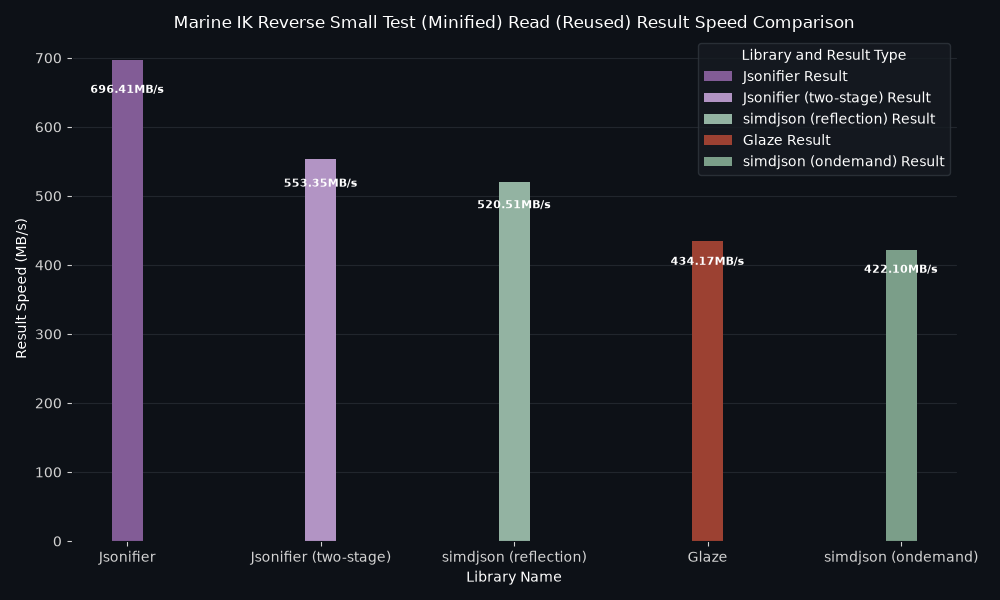 Marine IK Reverse Small Test (Minified) Read (Reused) Result Speed Comparison
Library and Result Type
Jsonifier Result
Jsonifier (two-stage) Result
simdjson (reflection) Result
Glaze Result
simdjson (ondemand) Result
Result Speed (MB/s)
700
600
500
400
300
200
100
0
696.41MB/s
553.35MB/s
520.51MB/s
434.17MB/s
422.10MB/s
Jsonifier
Jsonifier (two-stage)
simdjson (reflection)
Glaze
simdjson (ondemand)
Library Name